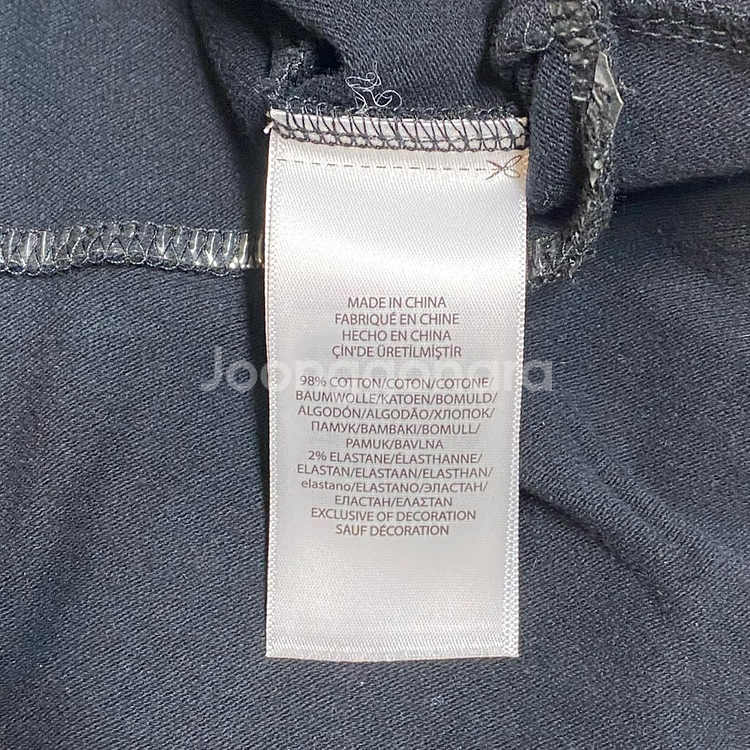 MADE IN CHINA
FABRIQUÉ EN CHINE
HECHO EN CHINA
ÇİN'DE ÜRETİLMİŞTİR
Joonggonara
98% COTTON/COTON/COTONE/
BAUMWOLLE/KATOEN/BOMULD/
ALGODÓN/ALGODÃO/ХЛОПОК/
ПАМУК/BAMBAKI/BOMULL/
PAMUK/BAVLNA
2% ELASTANE/ÉLASTHANNE/
ELASTAN/ELASTAAN/ELASTHAN/
elastano/ELASTANO/ЭЛАСТАН/
ЕЛАСТАН/ΕΛΑΣΤΑΝ
EXCLUSIVE OF DECORATION
SAUF DÉCORATION